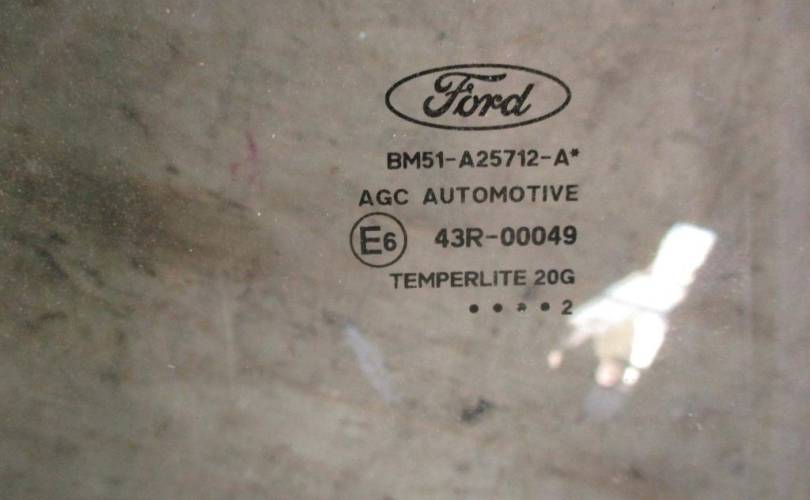 Ford
BM51-A25712-A*
AGC AUTOMOTIVE
E6 43R-00049
TEMPERLITE 20G
• • * • 2